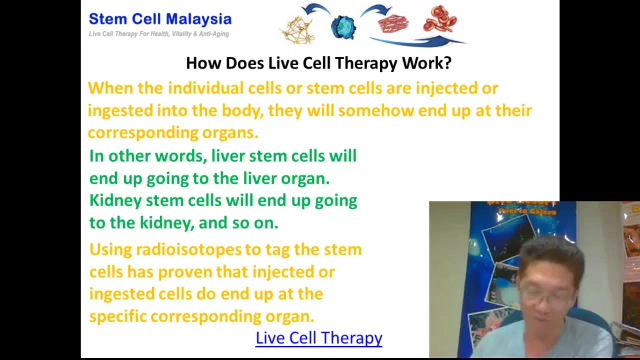 Stem Cell Malaysia
Live Cell Therapy For Health, Vitality & Anti-Aging
How Does Live Cell Therapy Work?
When the individual cells or stem cells are injected or
ingested into the body, they will somehow end up at their
corresponding organs.
In other words, liver stem cells will
end up going to the liver organ.
Kidney stem cells will end up going
to the kidney, and so on.
Using radioisotopes to tag the stem
cells has proven that injected or
ingested cells do end up at the
specific corresponding organ.
Live Cell Therapy